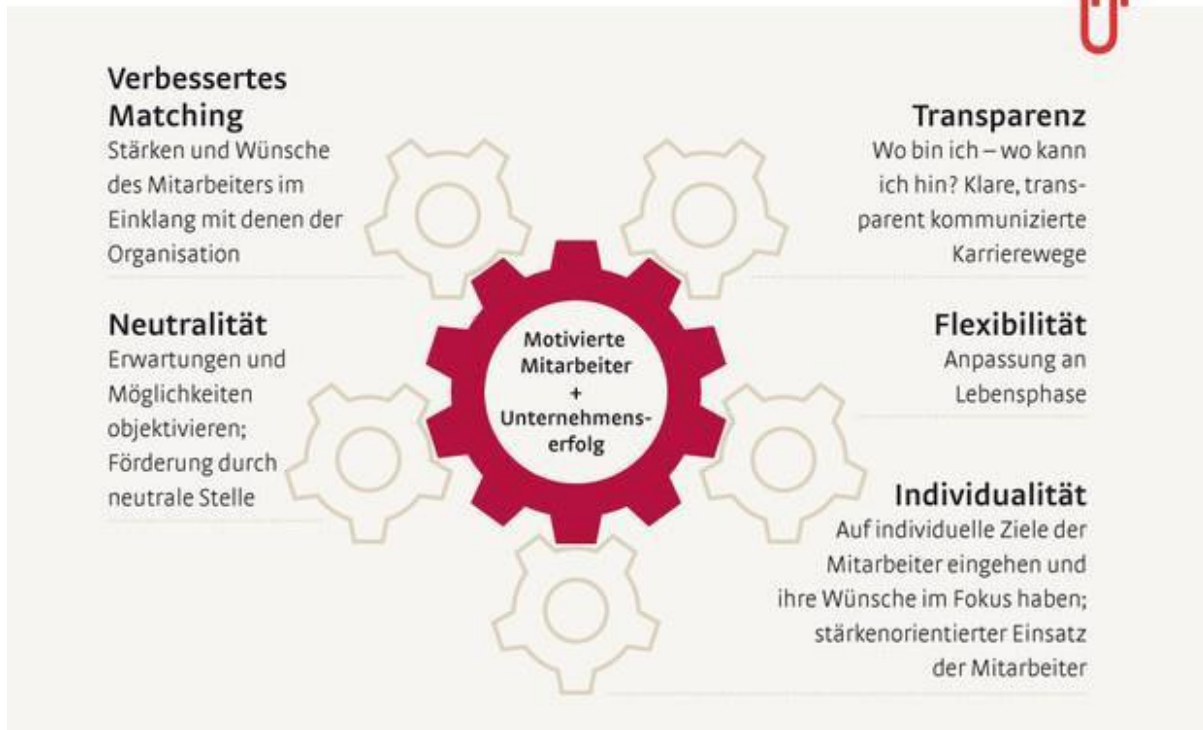 Verbessertes
Matching
Stärken und Wünsche
des Mitarbeiters im
Einklang mit denen der
Organisation
Neutralität
Erwartungen und
Möglichkeiten
objektivieren;
Förderung durch
neutrale Stelle
Motivierte
Mitarbeiter
+
Unternehmens-
erfolg
Transparenz
Wo bin ich – wo kann
ich hin? Klare, trans-
parent kommunizierte
Karrierewege
Flexibilität
Anpassung an
Lebensphase
Individualität
Auf individuelle Ziele der
Mitarbeiter eingehen und
ihre Wünsche im Fokus haben;
stärkenorientierter Einsatz
der Mitarbeiter